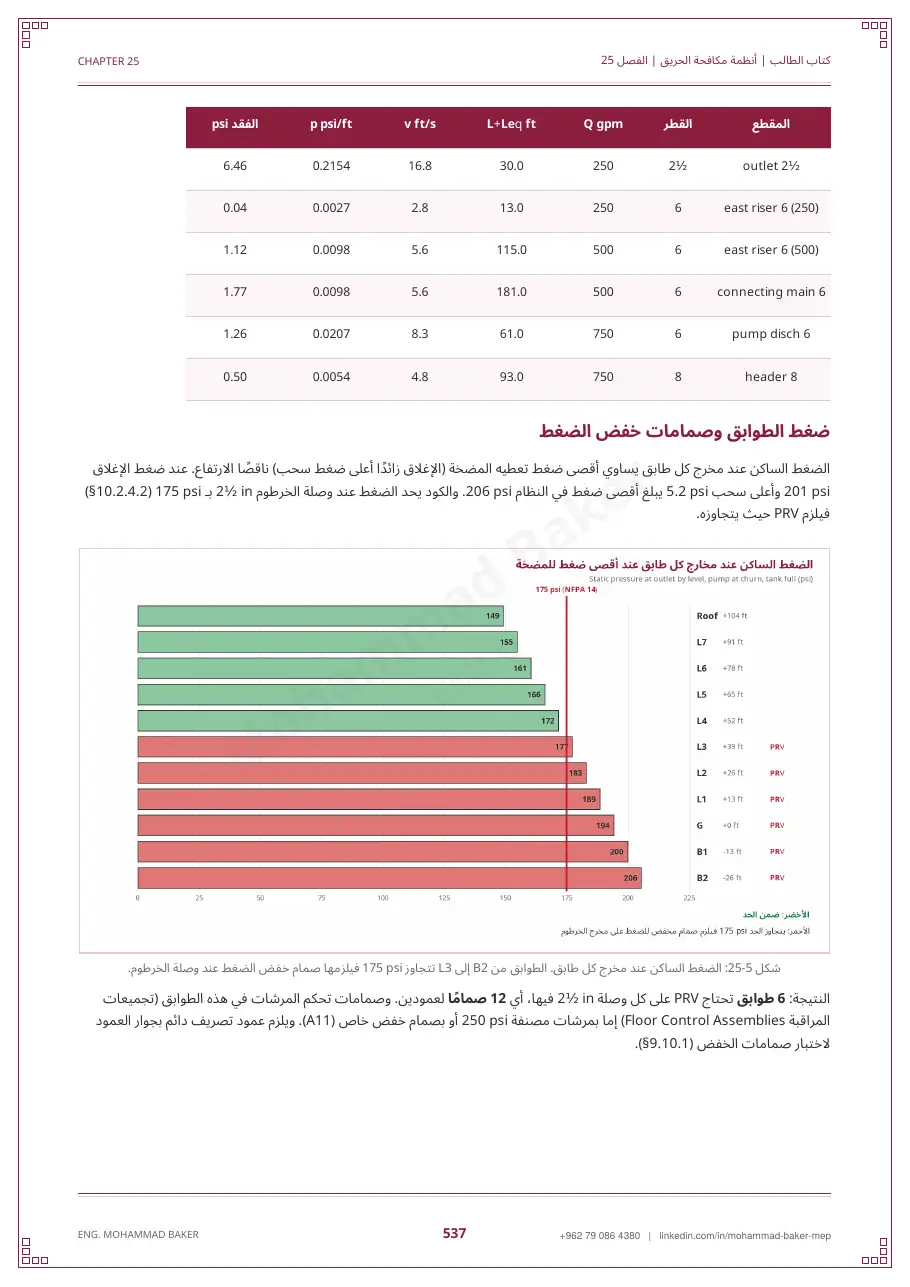 CHAPTER 25
كتاب الطالب | أنظمة مكافحة الحريق | الفصل 25
المقطع القطر Q gpm L+Leq ft v ft/s p psi/ft الفقد psi
outlet 2½ 2½ 250 30.0 16.8 0.2154 6.46
east riser 6 (250) 6 250 13.0 2.8 0.0027 0.04
east riser 6 (500) 6 500 115.0 5.6 0.0098 1.12
connecting main 6 6 500 181.0 5.6 0.0098 1.77
pump disch 6 6 750 61.0 8.3 0.0207 1.26
header 8 8 750 93.0 4.8 0.0054 0.50
ضغط الطوابق وصمامات خفض الضغط
الضغط الساكن عند مخرج كل طابق يساوي أقصى ضغط تعطيه المضخة (الإغلاق زائدًا أعلى ضغط سحب) ناقصًا الارتفاع. عند ضغط الإغلاق
201 psi وأعلى سحب 5.2 psi يبلغ أقصى ضغط في النظام 206 psi. والكود يحد الضغط عند وصلة الخرطوم 2½ in بـ 175 psi (§10.2.4.2)
فيلزم PRV حيث يتجاوزه.
الضغط الساكن عند مخارج كل طابق عند أقصى ضغط للمضخة
Static pressure at outlet by level, pump at churn, tank full (psi)
175 psi (NFPA 14)
149 Roof +104 ft
155 L7 +91 ft
161 L6 +78 ft
166 L5 +65 ft
172 L4 +52 ft
177 L3 +39 ft PRV
183 L2 +26 ft PRV
189 L1 +13 ft PRV
194 G +0 ft PRV
200 B1 -13 ft PRV
206 B2 -26 ft PRV
0 25 50 75 100 125 150 175 200 225
الأخضر: ضمن الحد
الأحمر: يتجاوز الحد 175 psi فيلزم صمام مخفض للضغط على مخرج الخرطوم
شكل 5-25: الضغط الساكن عند مخرج كل طابق. الطوابق من B2 إلى L3 تتجاوز 175 psi فيلزمها صمام خفض الضغط عند وصلة الخرطوم.
النتيجة: 6 طوابق تحتاج PRV على كل وصلة 2½ in فيها، أي 12 صمامًا لعمودين. وصمامات تحكم المرشات في هذه الطوابق (تجميعات
المراقبة Floor Control Assemblies) إما بمرشات مصنفة 250 psi أو بصمام خفض خاص (A11). ويلزم عمود تصريف دائم بجوار العمود
لاختبار صمامات الخفض (§9.10.1).
Mohammad Baker
ENG. MOHAMMAD BAKER
537
+962 79 086 4380 | linkedin.com/in/mohammad-baker-mep